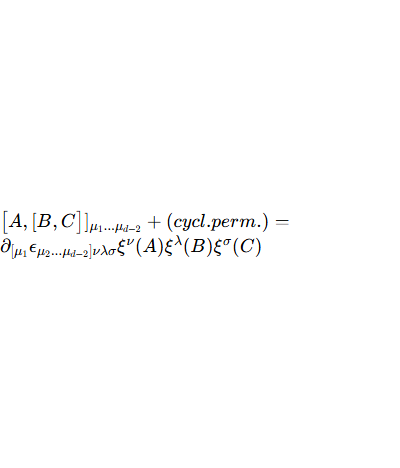 [A, [B, C]]_{μ_1...μ_{d-2}} + (cycl.perm.) =
∂_{[μ_1} ϵ_{μ_2...μ_{d-2}]νλσ} ξ^ν(A) ξ^λ(B) ξ^σ(C)